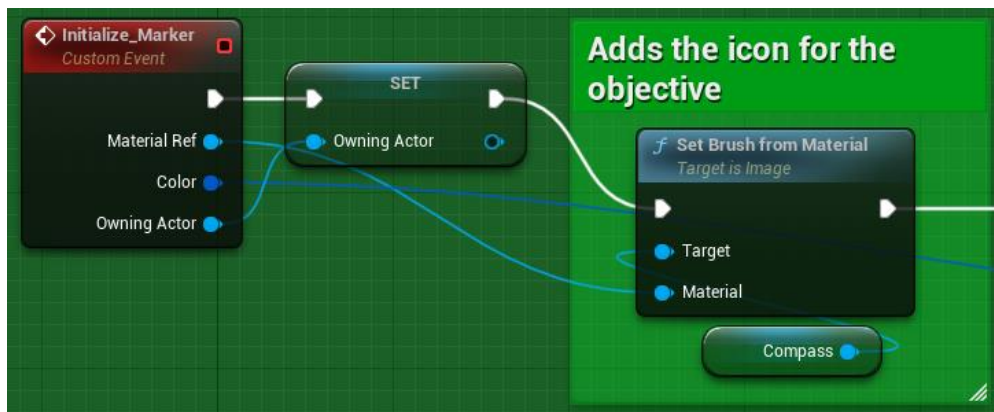 Initialize_Marker
Custom Event
Material Ref
Color
Owning Actor
SET
Owning Actor
Adds the icon for the
objective
f Set Brush from Material
Target is Image
Target
Material
Compass